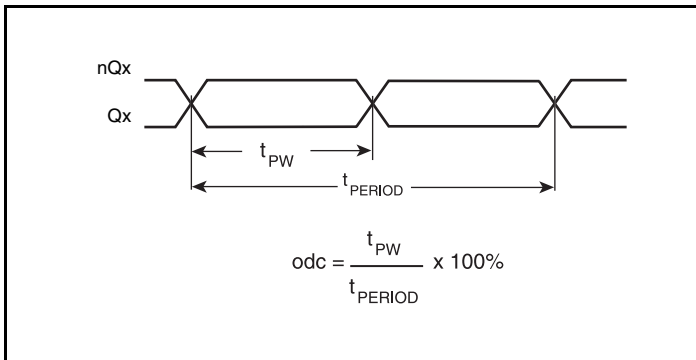 nQx
Qx
tPW
tPERIOD
odc = tPW / tPERIOD x 100%